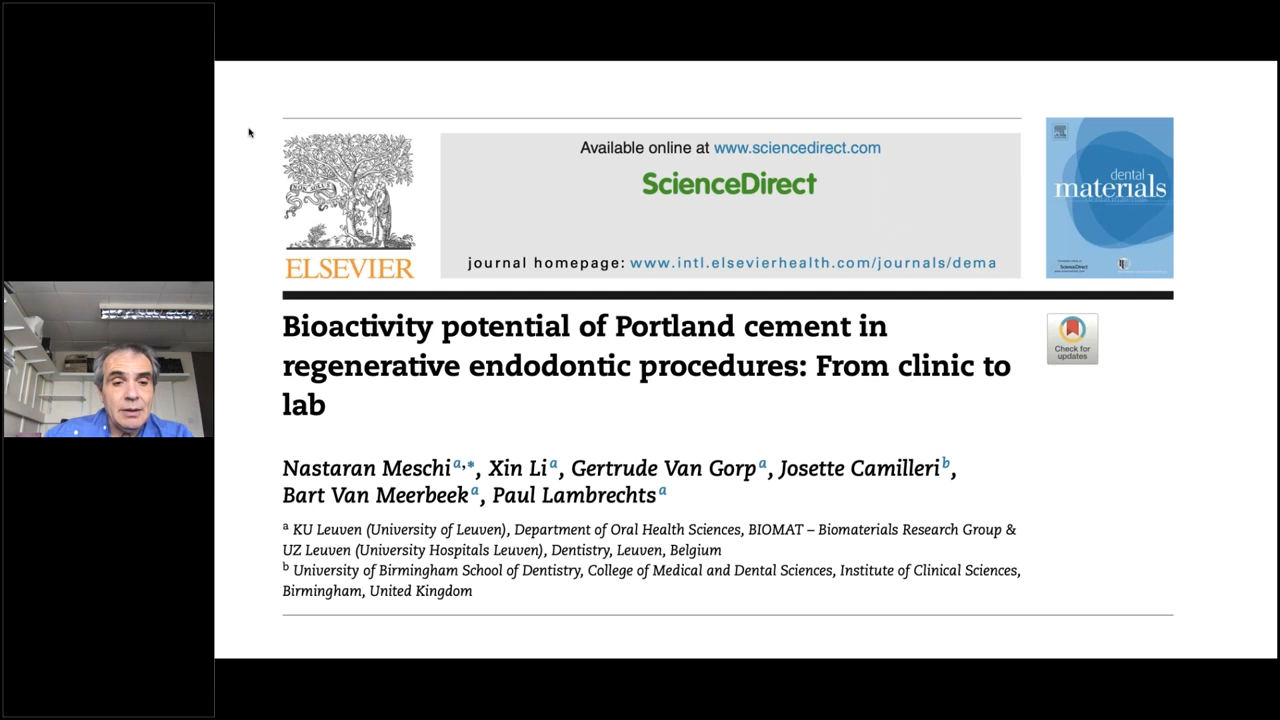 Available online at www.sciencedirect.com
ScienceDirect
journal homepage: www.intl.elsevierhealth.com/journals/dema
ELSEVIER
dental
materials
Bioactivity potential of Portland cement in
regenerative endodontic procedures: From clinic to
lab
Check for
updates
Nastaran Meschi a,*, Xin Li a, Gertrude Van Gorp a, Josette Camilleri b,
Bart Van Meerbeek a, Paul Lambrechts a
a KU Leuven (University of Leuven), Department of Oral Health Sciences, BIOMAT – Biomaterials Research Group &
UZ Leuven (University Hospitals Leuven), Dentistry, Leuven, Belgium
b University of Birmingham School of Dentistry, College of Medical and Dental Sciences, Institute of Clinical Sciences,
Birmingham, United Kingdom